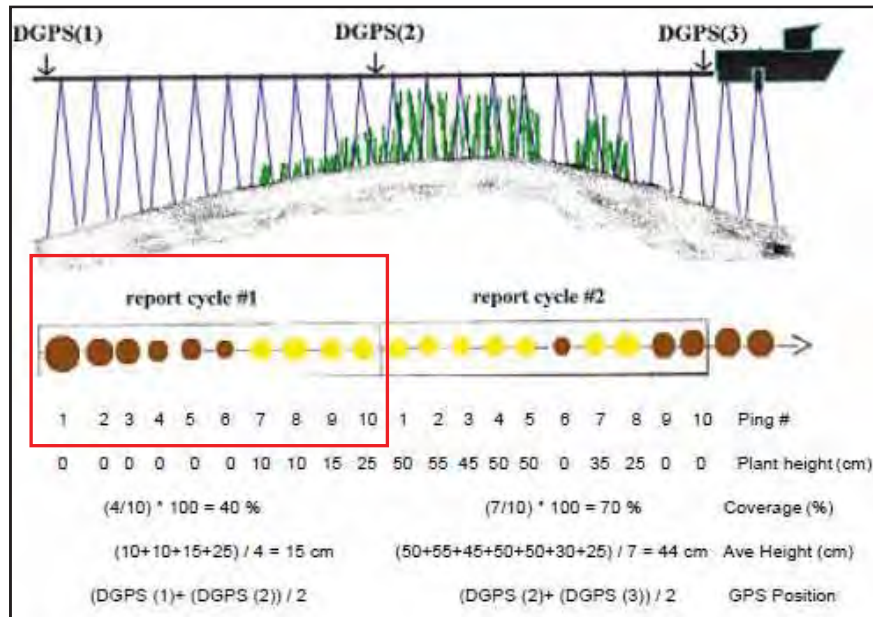 DGPS(1) DGPS(2) DGPS(3)
report cycle #1 report cycle #2
1 2 3 4 5 6 7 8 9 10 1 2 3 4 5 6 7 8 9 10 Ping #
0 0 0 0 0 0 10 10 15 25 50 55 45 50 50 0 35 25 0 0 Plant height (cm)
(4/10) * 100 = 40 % (7/10) * 100 = 70 % Coverage (%)
(10+10+15+25) / 4 = 15 cm (50+55+45+50+50+30+25) / 7 = 44 cm Ave Height (cm)
(DGPS (1)+ (DGPS (2)) / 2 (DGPS (2)+ (DGPS (3)) / 2 GPS Position